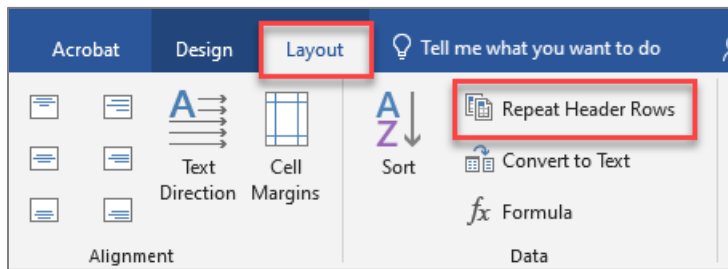 Acrobat Design Layout Tell me what you want to do
Repeat Header Rows
Text Direction
Cell Margins
Sort
Convert to Text
fx Formula
Alignment
Data